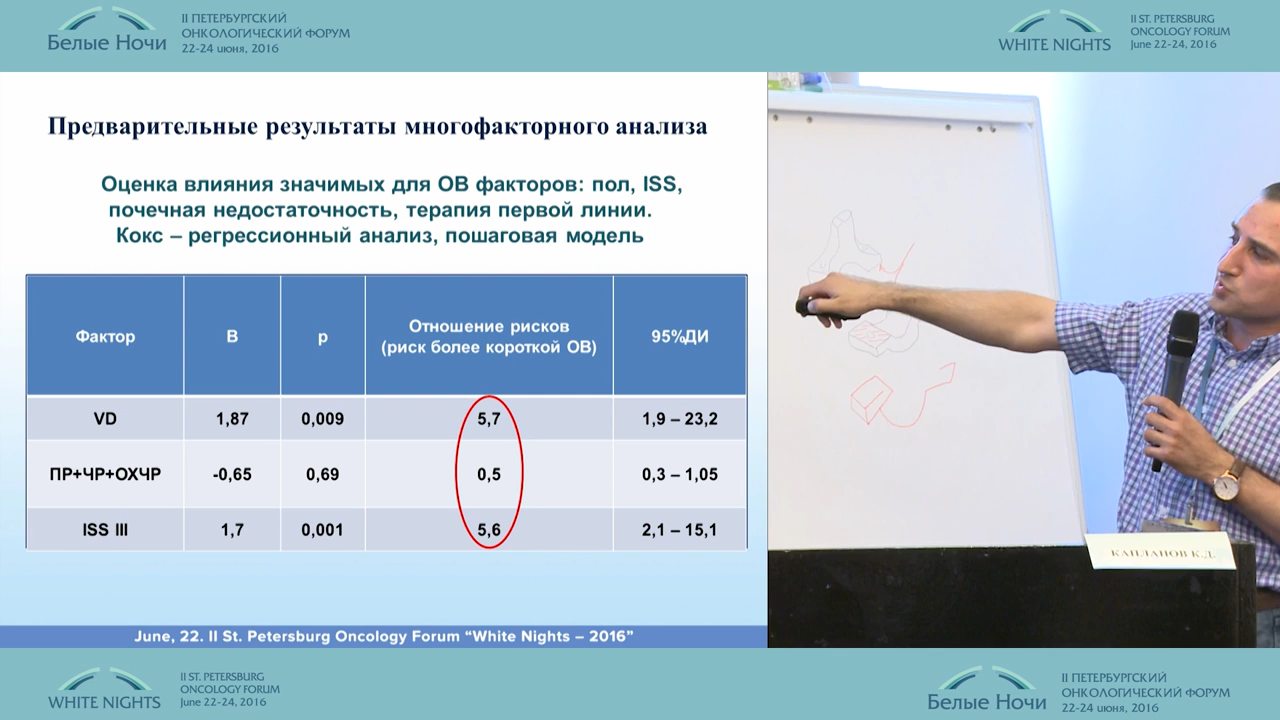 Белые Ночи
II ПЕТЕРБУРГСКИЙ
ОНКОЛОГИЧЕСКИЙ ФОРУМ
22-24 июня, 2016
WHITE NIGHTS
II ST. PETERSBURG
ONCOLOGY FORUM
June 22-24, 2016
Предварительные результаты многофакторного анализа
Оценка влияния значимых для ОВ факторов: пол, ISS,
почечная недостаточность, терапия первой линии.
Кокс – регрессионный анализ, пошаговая модель
Фактор B p Отношение рисков (риск более короткой ОВ) 95%ДИ
VD 1,87 0,009 5,7 1,9 – 23,2
ПР+ЧР+ОХЧР -0,65 0,69 0,5 0,3 – 1,05
ISS III 1,7 0,001 5,6 2,1 – 15,1
КАПЛАНОВ К.Д.
June, 22. II St. Petersburg Oncology Forum “White Nights – 2016”
WHITE NIGHTS
II ST. PETERSBURG
ONCOLOGY FORUM
June 22-24, 2016
Белые Ночи
II ПЕТЕРБУРГСКИЙ
ОНКОЛОГИЧЕСКИЙ ФОРУМ
22-24 июня, 2016